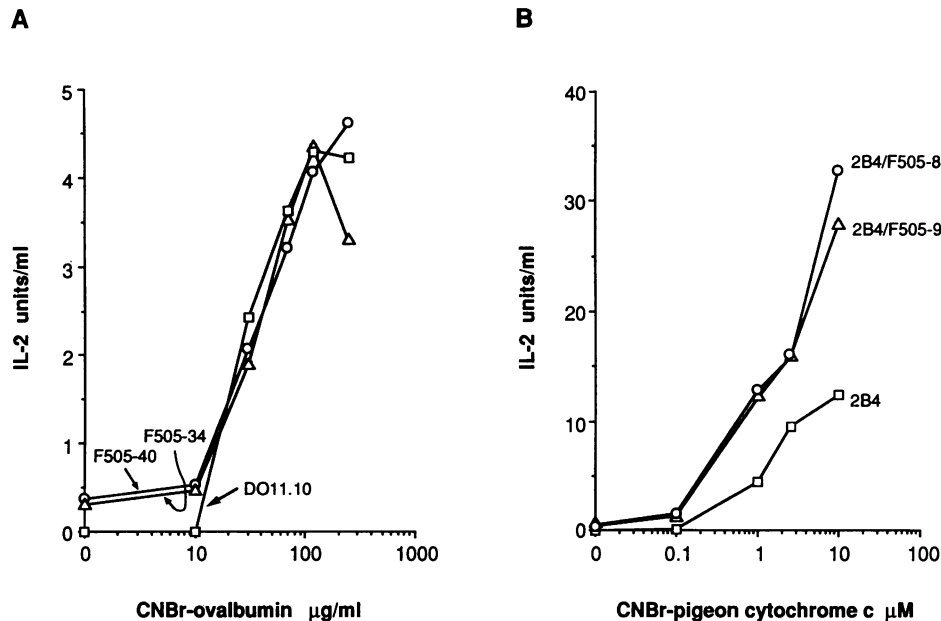 A
5
4
3
2
1
0
IL-2 units/ml
F505-34
F505-40
DO11.10
0 10 100 1000
CNBr-ovalbumin μg/ml
B
40
30
20
10
0
IL-2 units/ml
2B4/F505-8
2B4/F505-9
2B4
0 0.1 1 10
CNBr-pigeon cytochrome c μM